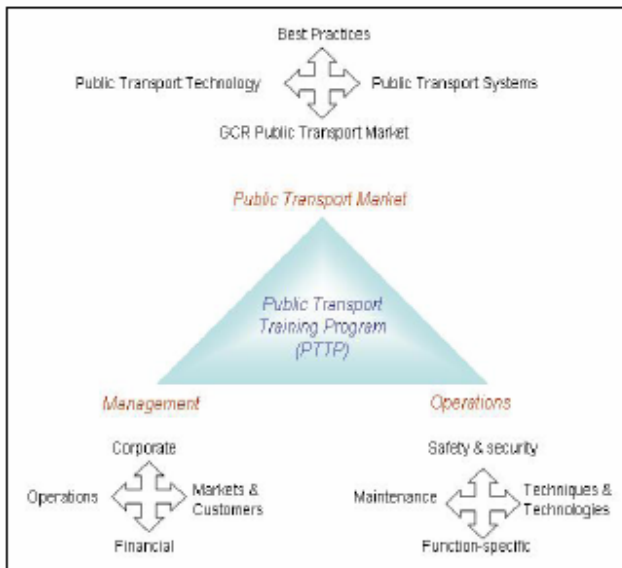 Best Practices
Public Transport Technology
Public Transport Systems
GCR Public Transport Market
Public Transport Market
Public Transport
Training Program
(PTTP)
Management
Operations
Corporate
Operations
Markets &
Customers
Financial
Safety & security
Maintenance
Techniques &
Technologies
Function-specific